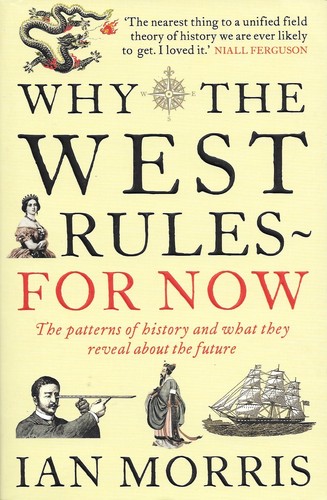 'The nearest thing to a unified field
theory of history we are ever likely
to get. I loved it.' NIALL FERGUSON
WHY THE
WEST
RULES~
FOR NOW
The patterns of history and what they
reveal about the future
IAN MORRIS